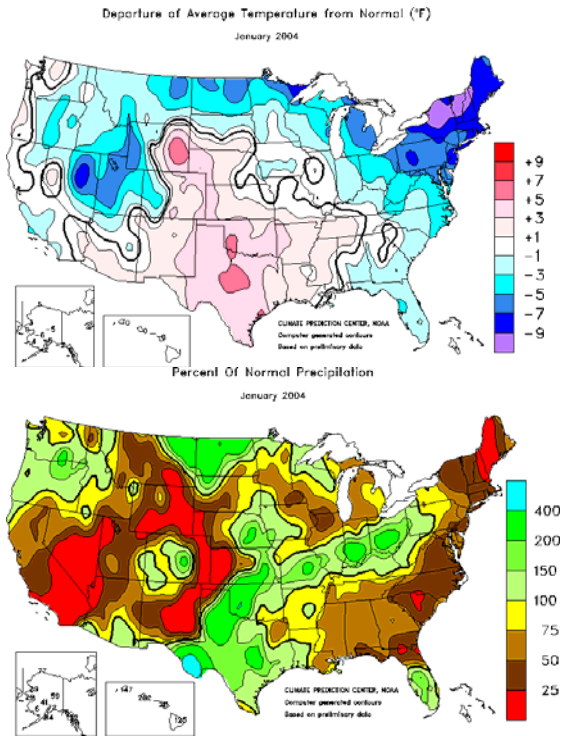 Departure of Average Temperature from Normal (°F)
January 2004
+9
+7
+5
+3
+1
-1
-3
-5
-7
-9
CLIMATE PREDICTION CENTER, NOAA
Computer generated contours
Based on preliminary data
Percent Of Normal Precipitation
January 2004
400
200
150
100
75
50
25
CLIMATE PREDICTION CENTER, NOAA
Computer generated contours
Based on preliminary data